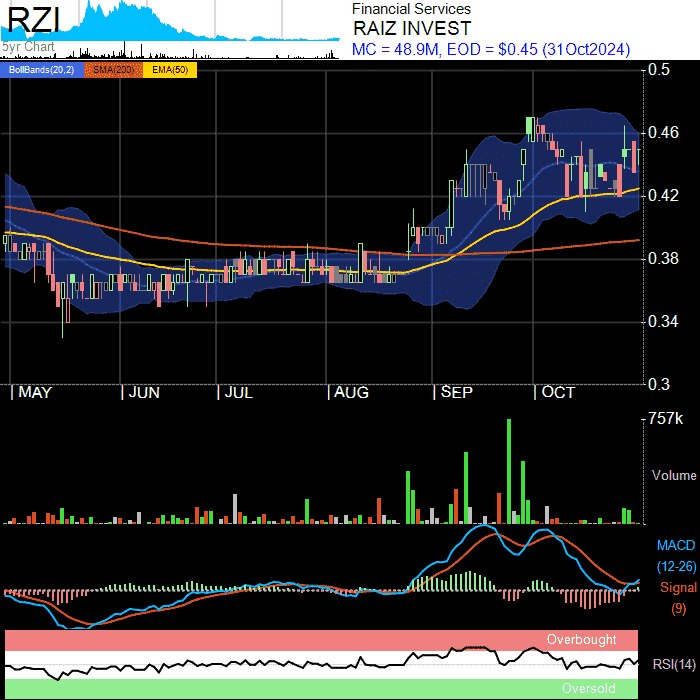 RZI
5yr Chart
Financial Services
RAIZ INVEST
MC = 48.9M, EOD = $0.45 (31Oct2024)
BollBands(20,2) SMA(200) EMA(50)
0.5
0.46
0.42
0.38
0.34
0.3
MAY JUN JUL AUG SEP OCT
757k
Volume
MACD
(12-26)
Signal
(9)
Overbought
RSI(14)
Oversold